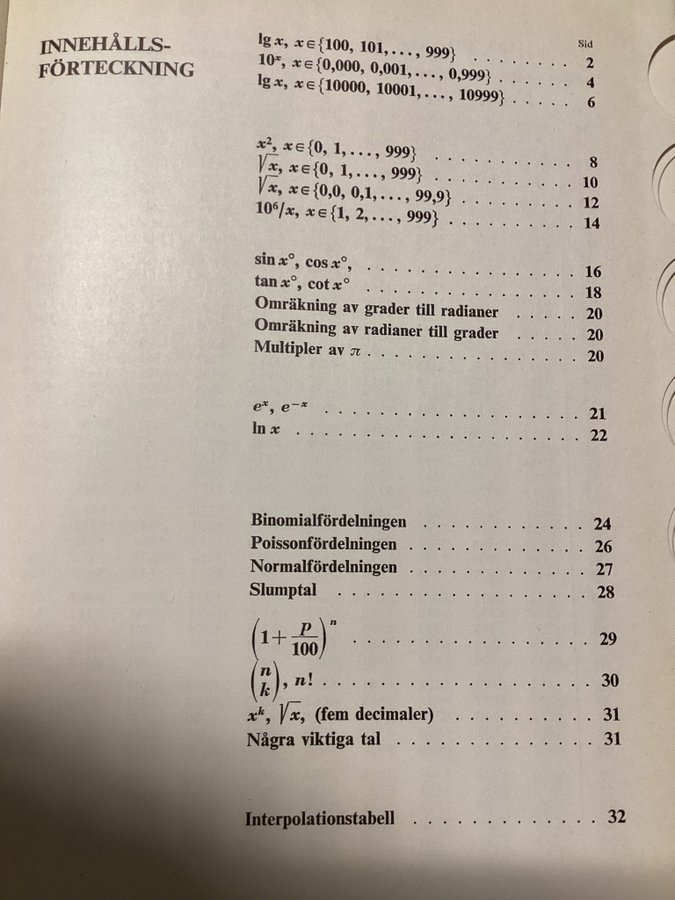 INNEHÅLLS-
FÖRTECKNING
Sid
lg x, x∈{100, 101,..., 999} . . . . . . . . 2
10ˣ, x∈{0,000, 0,001,..., 0,999} . . . . . . 4
lg x, x∈{10000, 10001,..., 10999} . . . . . 6
x², x∈{0, 1,..., 999} . . . . . . . . . . 8
√x, x∈{0, 1,..., 999} . . . . . . . . . . 10
√x, x∈{0,0, 0,1,..., 99,9} . . . . . . . . 12
10⁶/x, x∈{1, 2,..., 999} . . . . . . . . . 14
sin x°, cos x°, . . . . . . . . . . . . 16
tan x°, cot x° . . . . . . . . . . . . 18
Omräkning av grader till radianer . . . . . 20
Omräkning av radianer till grader . . . . . 20
Multipler av π . . . . . . . . . . . . 20
eˣ, e⁻ˣ . . . . . . . . . . . . . . 21
ln x . . . . . . . . . . . . . . . 22
Binomialfördelningen . . . . . . . . . . 24
Poissonfördelningen . . . . . . . . . . 26
Normalfördelningen . . . . . . . . . . 27
Slumptal . . . . . . . . . . . . . . 28
(1+p/100)ⁿ . . . . . . . . . . . . . 29
(n k), n! . . . . . . . . . . . . . . 30
xᵏ, √x, (fem decimaler) . . . . . . . . . 31
Några viktiga tal . . . . . . . . . . . 31
Interpolationstabell . . . . . . . . . . 32